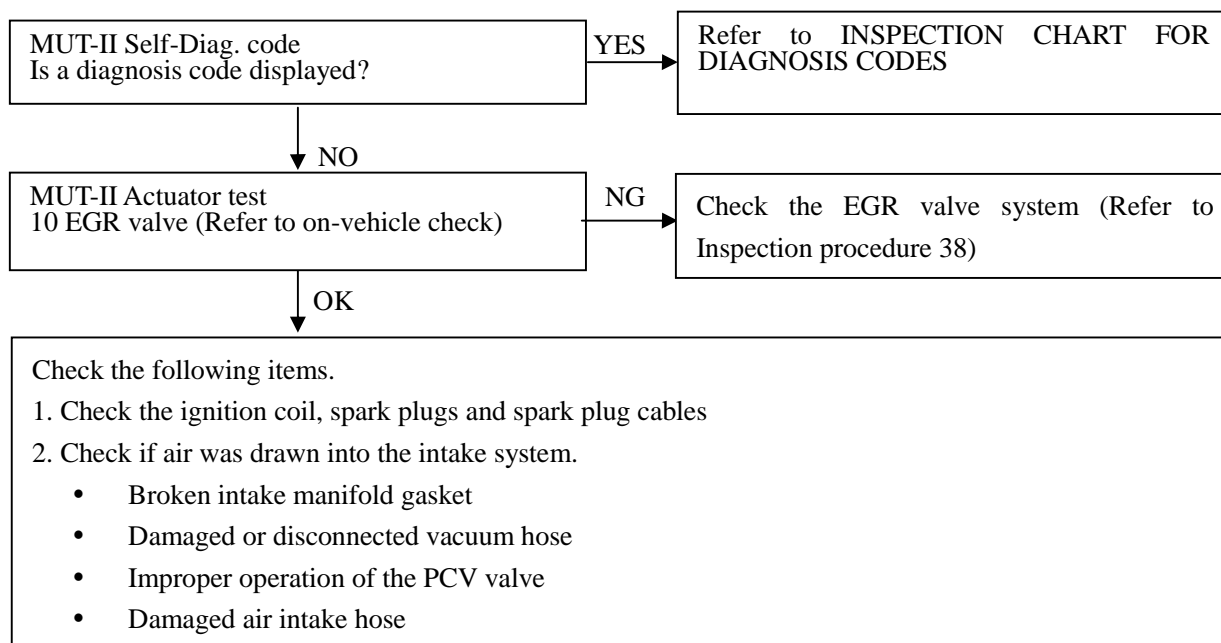 MUT-II Self-Diag. code
Is a diagnosis code displayed?
YES
Refer to INSPECTION CHART FOR
DIAGNOSIS CODES
NO
MUT-II Actuator test
10 EGR valve (Refer to on-vehicle check)
NG
Check the EGR valve system (Refer to
Inspection procedure 38)
OK
Check the following items.
1. Check the ignition coil, spark plugs and spark plug cables
2. Check if air was drawn into the intake system.
• Broken intake manifold gasket
• Damaged or disconnected vacuum hose
• Improper operation of the PCV valve
• Damaged air intake hose